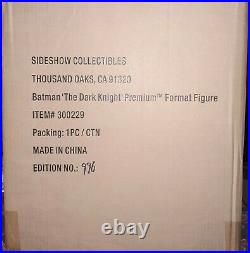 SIDESHOW COLLECTIBLES
THOUSAND OAKS, CA 91320
Batman 'The Dark Knight' Premium™ Format Figure
ITEM# 300229
Packing: 1PC / CTN
MADE IN CHINA
EDITION NO.: 996